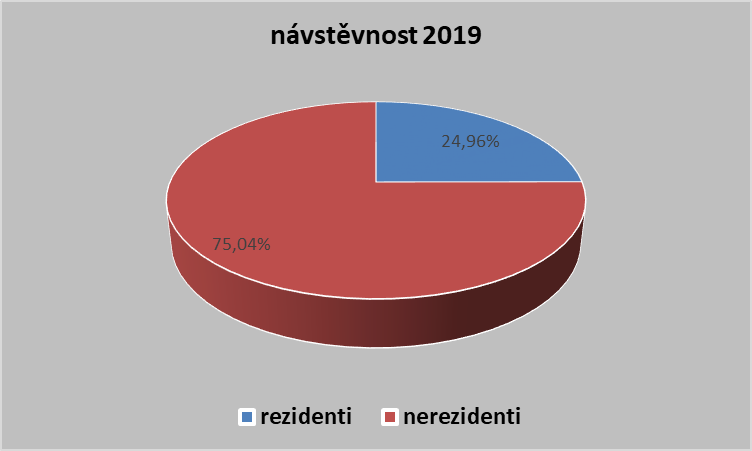 návstěvnost 2019
24,96%
75,04%
rezidenti
nerezidenti